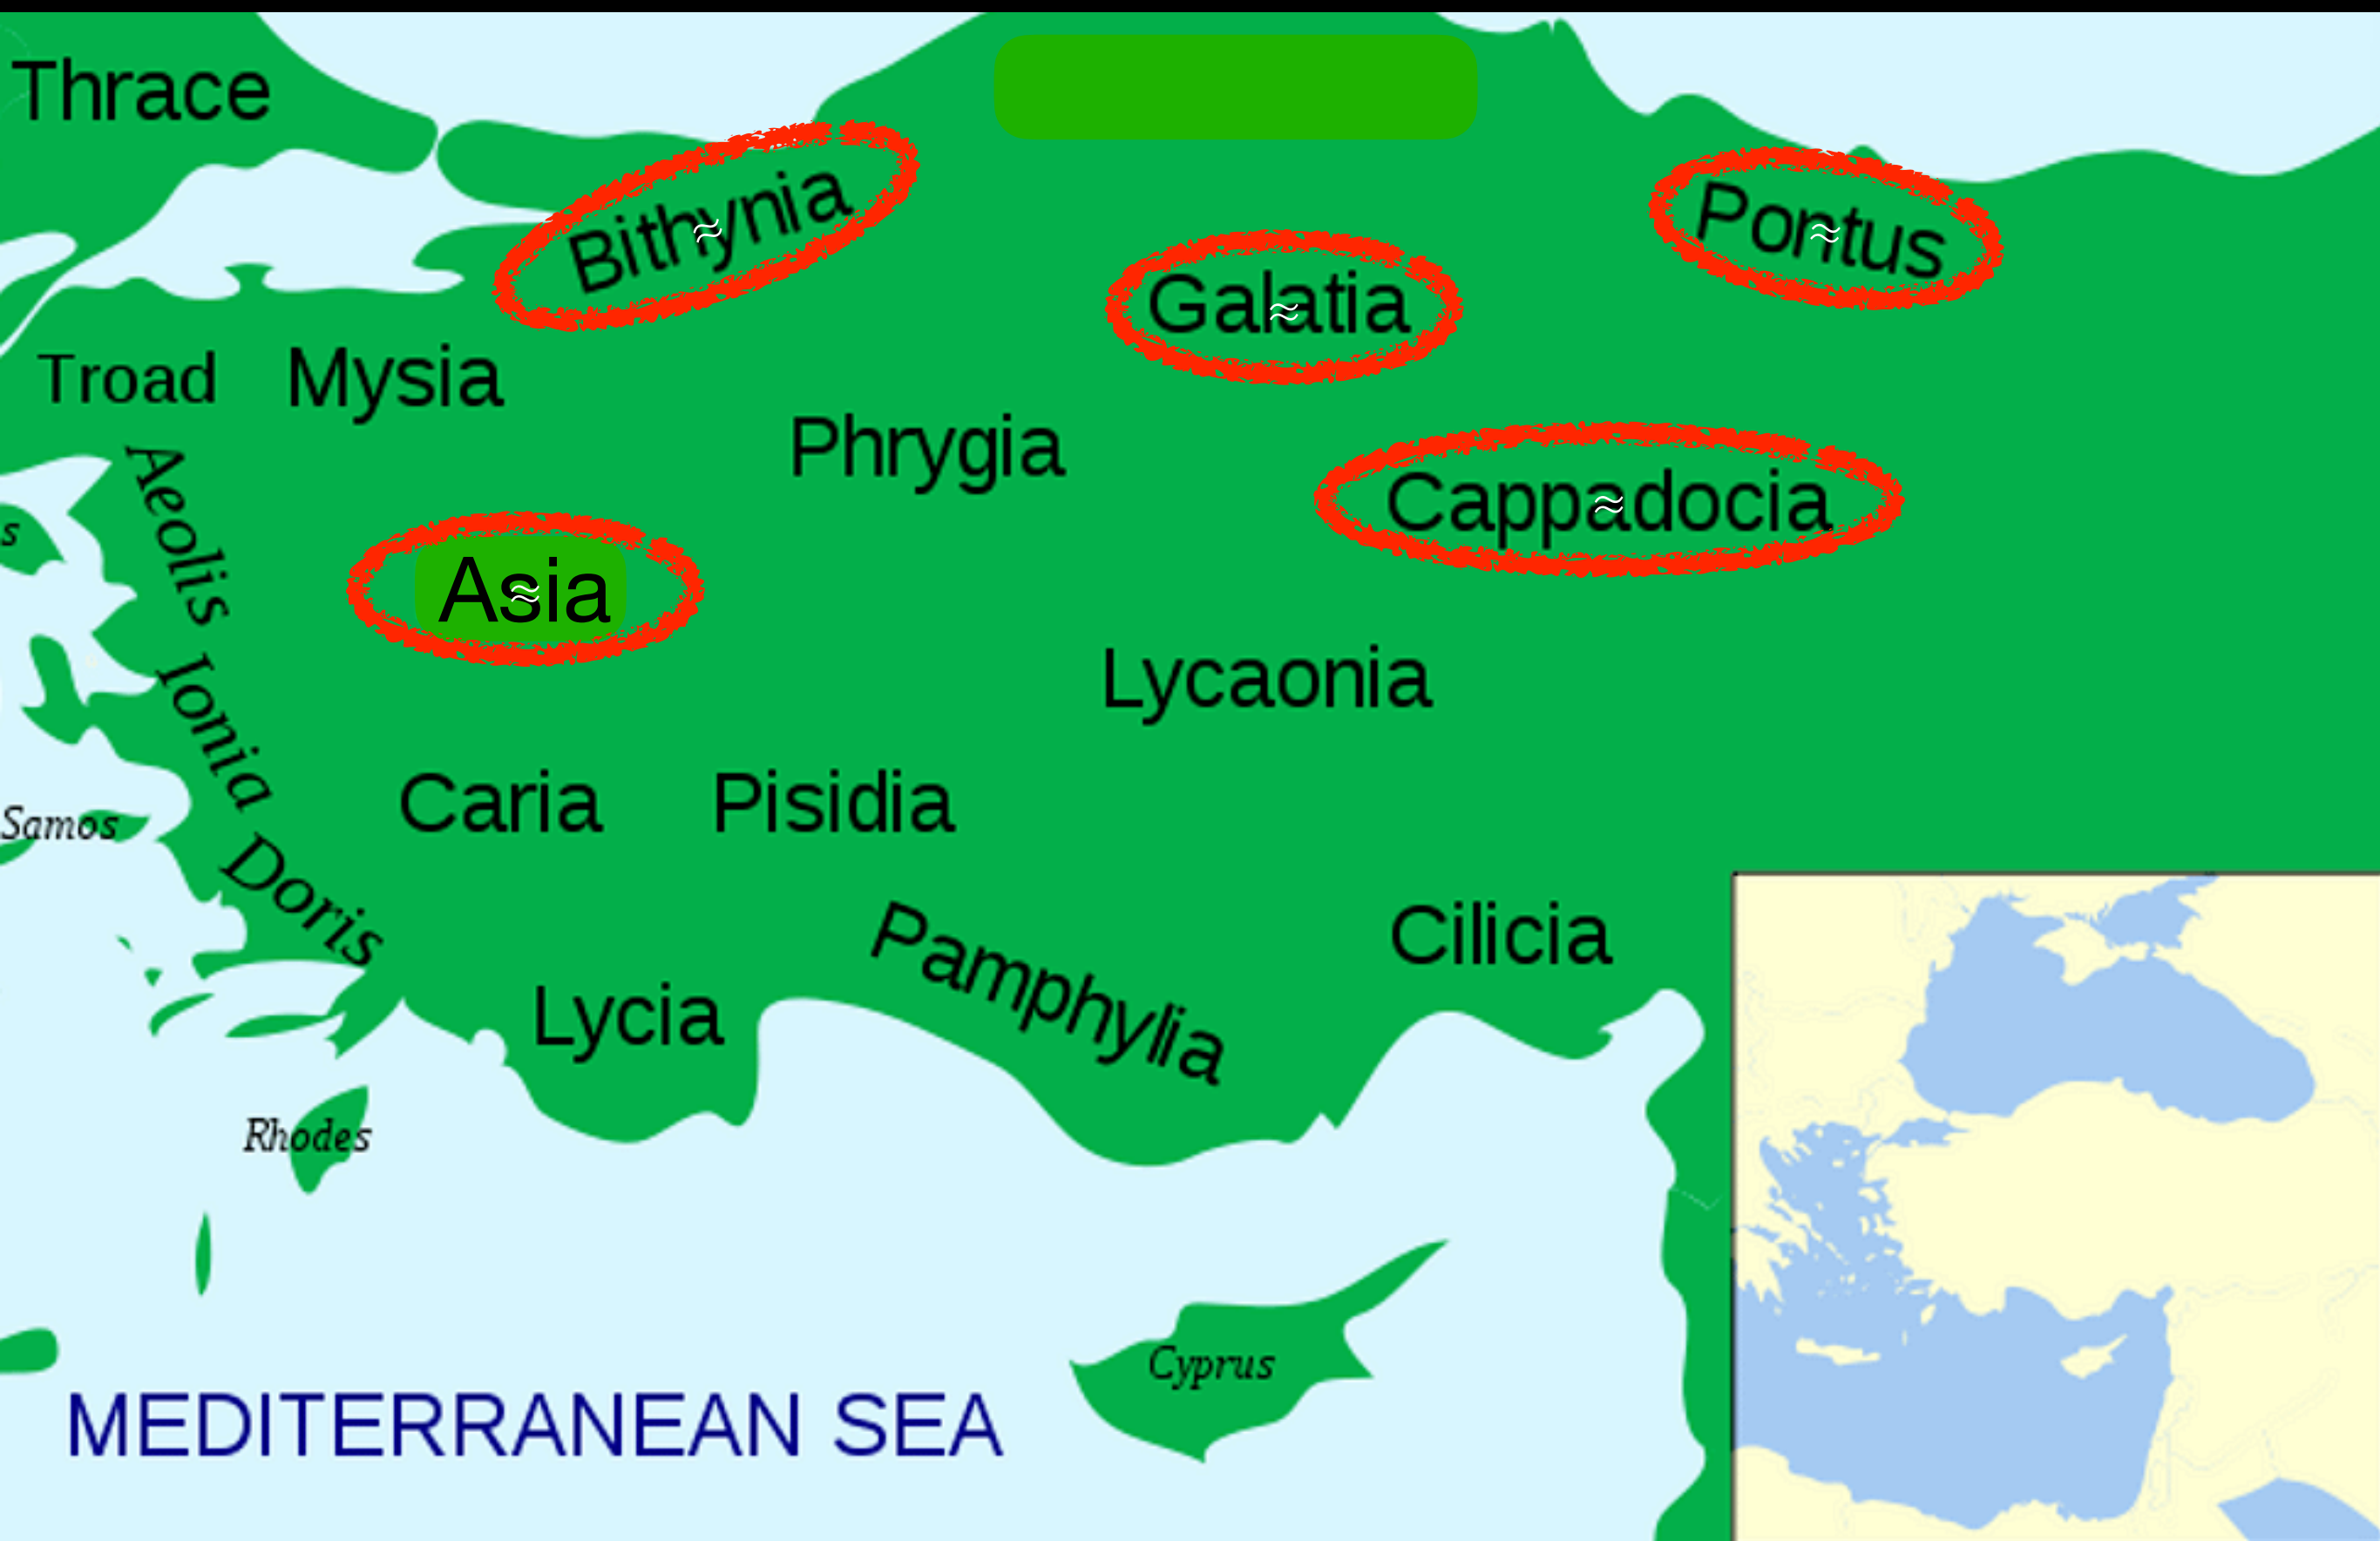 Thrace
Bithynia
Pontus
Galatia
Troad
Mysia
Phrygia
Aeolis
Cappadocia
s
Asia
Ionia
Lycaonia
Caria
Pisidia
Samos
Doris
Pamphylia
Cilicia
Lycia
Rhodes
Cyprus
MEDITERRANEAN SEA